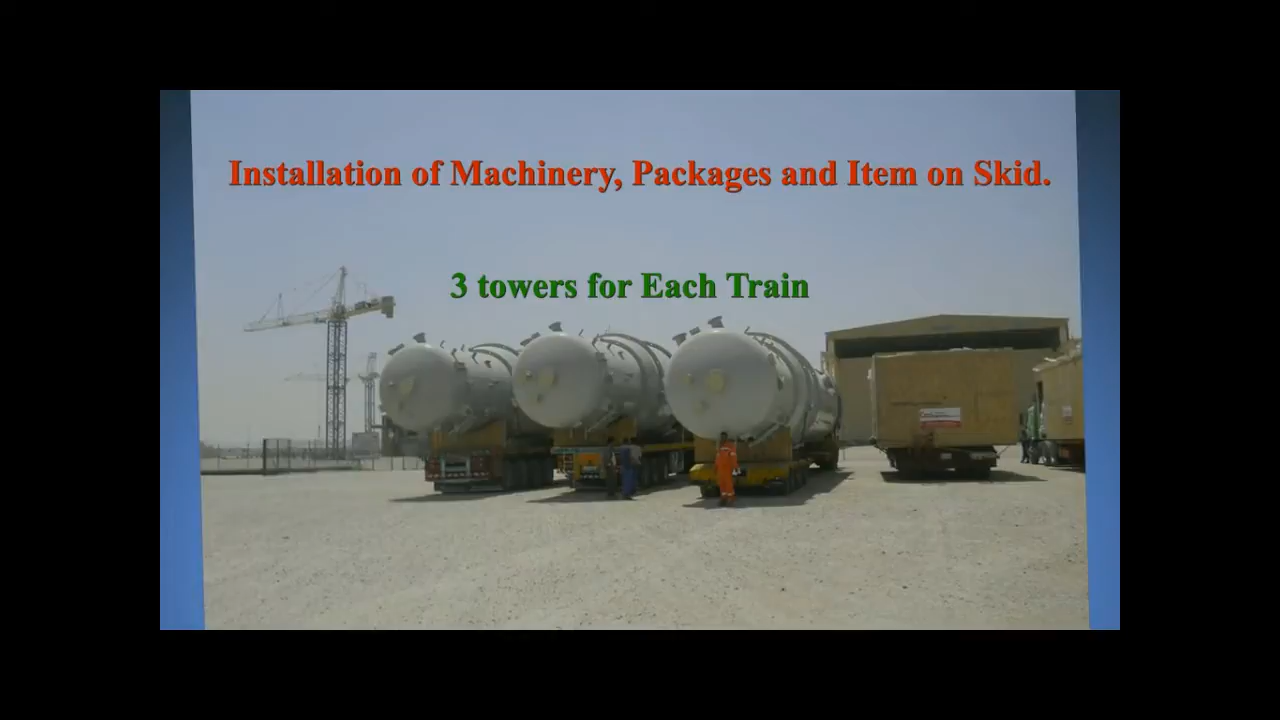 Installation of Machinery, Packages and Item on Skid.
3 towers for Each Train